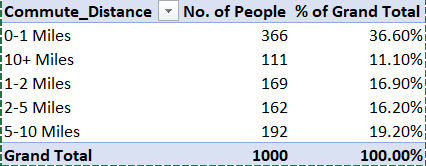 Commute_Distance No. of People % of Grand Total
0-1 Miles 366 36.60%
10+ Miles 111 11.10%
1-2 Miles 169 16.90%
2-5 Miles 162 16.20%
5-10 Miles 192 19.20%
Grand Total 1000 100.00%